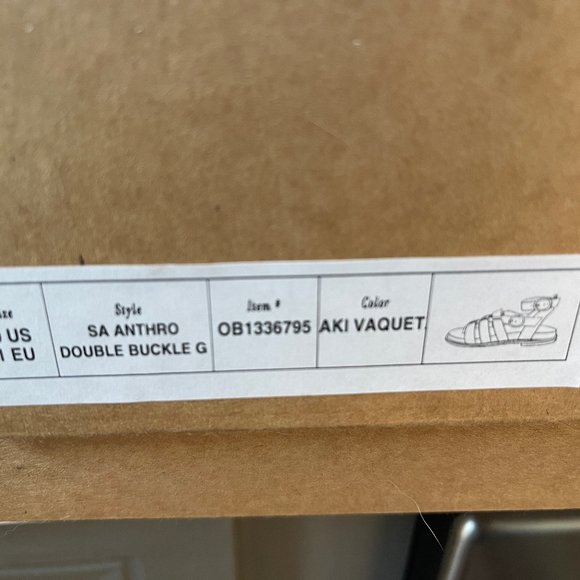 Style
SA ANTHRO
DOUBLE BUCKLE G
Item #
OB1336795
Color
AKI VAQUET
US
EU